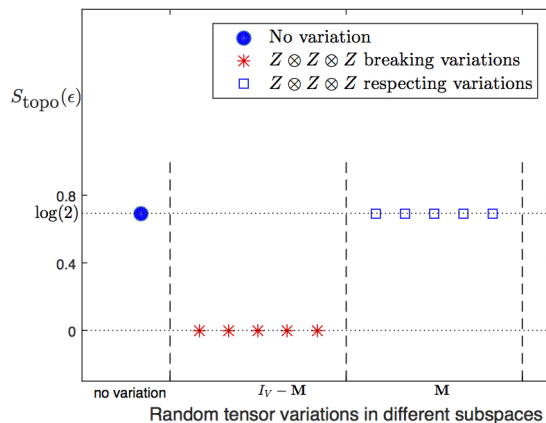 No variation
Z ⊗ Z ⊗ Z breaking variations
Z ⊗ Z ⊗ Z respecting variations
S_topo(ϵ)
0.8
log(2)
0.4
0
no variation I_V − M M
Random tensor variations in different subspaces